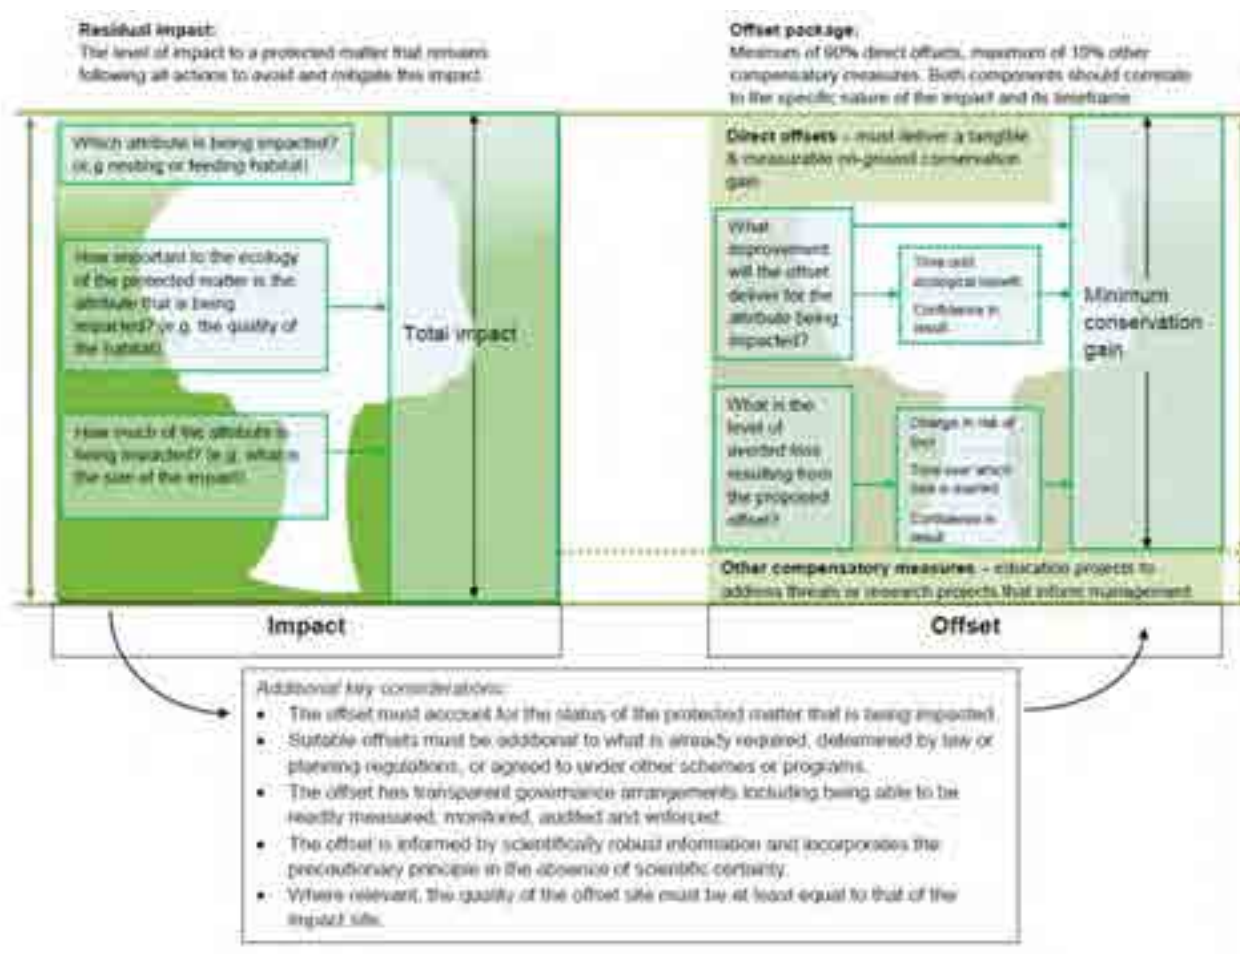 Residual impact:
The level of impact to a protected matter that remains
following all actions to avoid and mitigate this impact
Offset package:
Minimum of 90% direct offsets, maximum of 10% other
compensatory measures. Both components should correlate
to the specific nature of the impact and its timeframe
Which attribute is being impacted?
(e.g nesting or feeding habitat)
How important to the ecology
of the protected matter is the
attribute that is being
impacted? (e.g. the quality of
the habitat)
How much of the attribute is
being impacted? (e.g. what is
the size of the impact)
Total impact
Direct offsets – must deliver a tangible
& measurable on-ground conservation
gain
What
improvement
will the offset
deliver for the
attribute being
impacted?
Time until
ecological benefit
Confidence in
result
What is the
level of
averted loss
resulting from
the proposed
offset?
Change in risk of
loss
Time over which
loss is averted
Confidence in
result
Minimum
conservation
gain
Other compensatory measures – education projects to
address threats or research projects that inform management
Impact
Offset
Additional key considerations:
• The offset must account for the status of the protected matter that is being impacted.
• Suitable offsets must be additional to what is already required, determined by law or
planning regulations, or agreed to under other schemes or programs.
• The offset has transparent governance arrangements including being able to be
readily measured, monitored, audited and enforced.
• The offset is informed by scientifically robust information and incorporates the
precautionary principle in the absence of scientific certainty.
• Where relevant, the quality of the offset site must be at least equal to that of the
impact site.